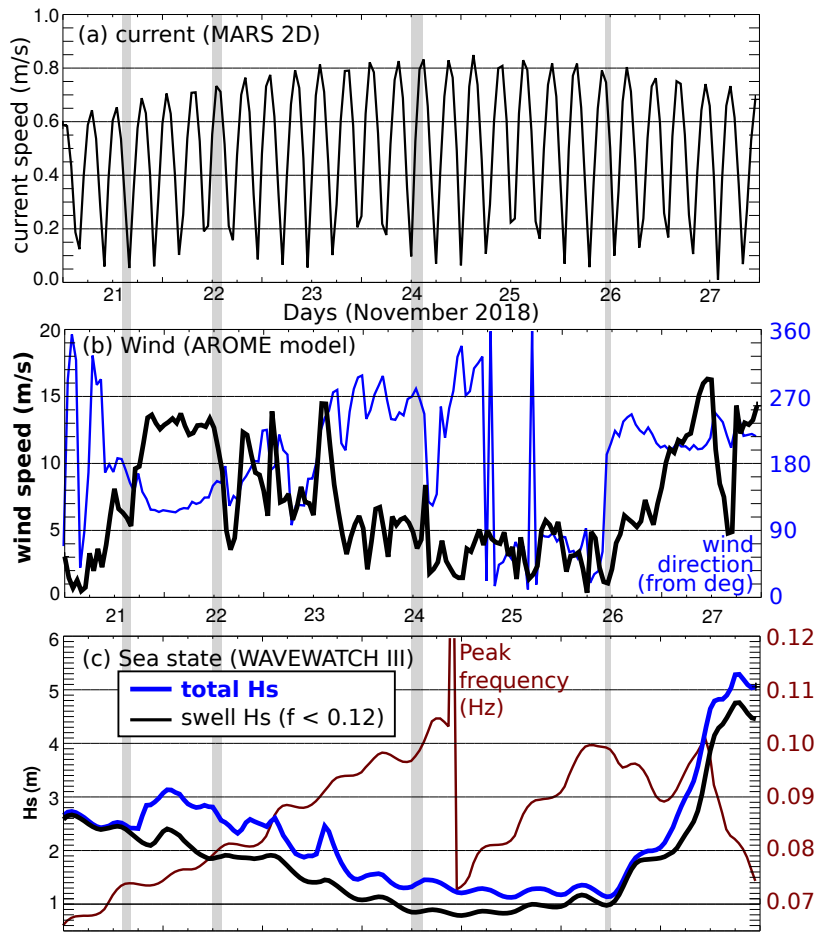 (a) current (MARS 2D)
current speed (m/s)
1.0
0.8
0.6
0.4
0.2
0.0
21 22 23 24 25 26 27
Days (November 2018)
(b) Wind (AROME model)
wind speed (m/s)
20
15
10
5
0
360
270
180
90
0
wind
direction
(from deg)
21 22 23 24 25 26 27
(c) Sea state (WAVEWATCH III)
total Hs
swell Hs (f < 0.12)
Peak
frequency
(Hz)
Hs (m)
6
5
4
3
2
1
0.12
0.11
0.10
0.09
0.08
0.07